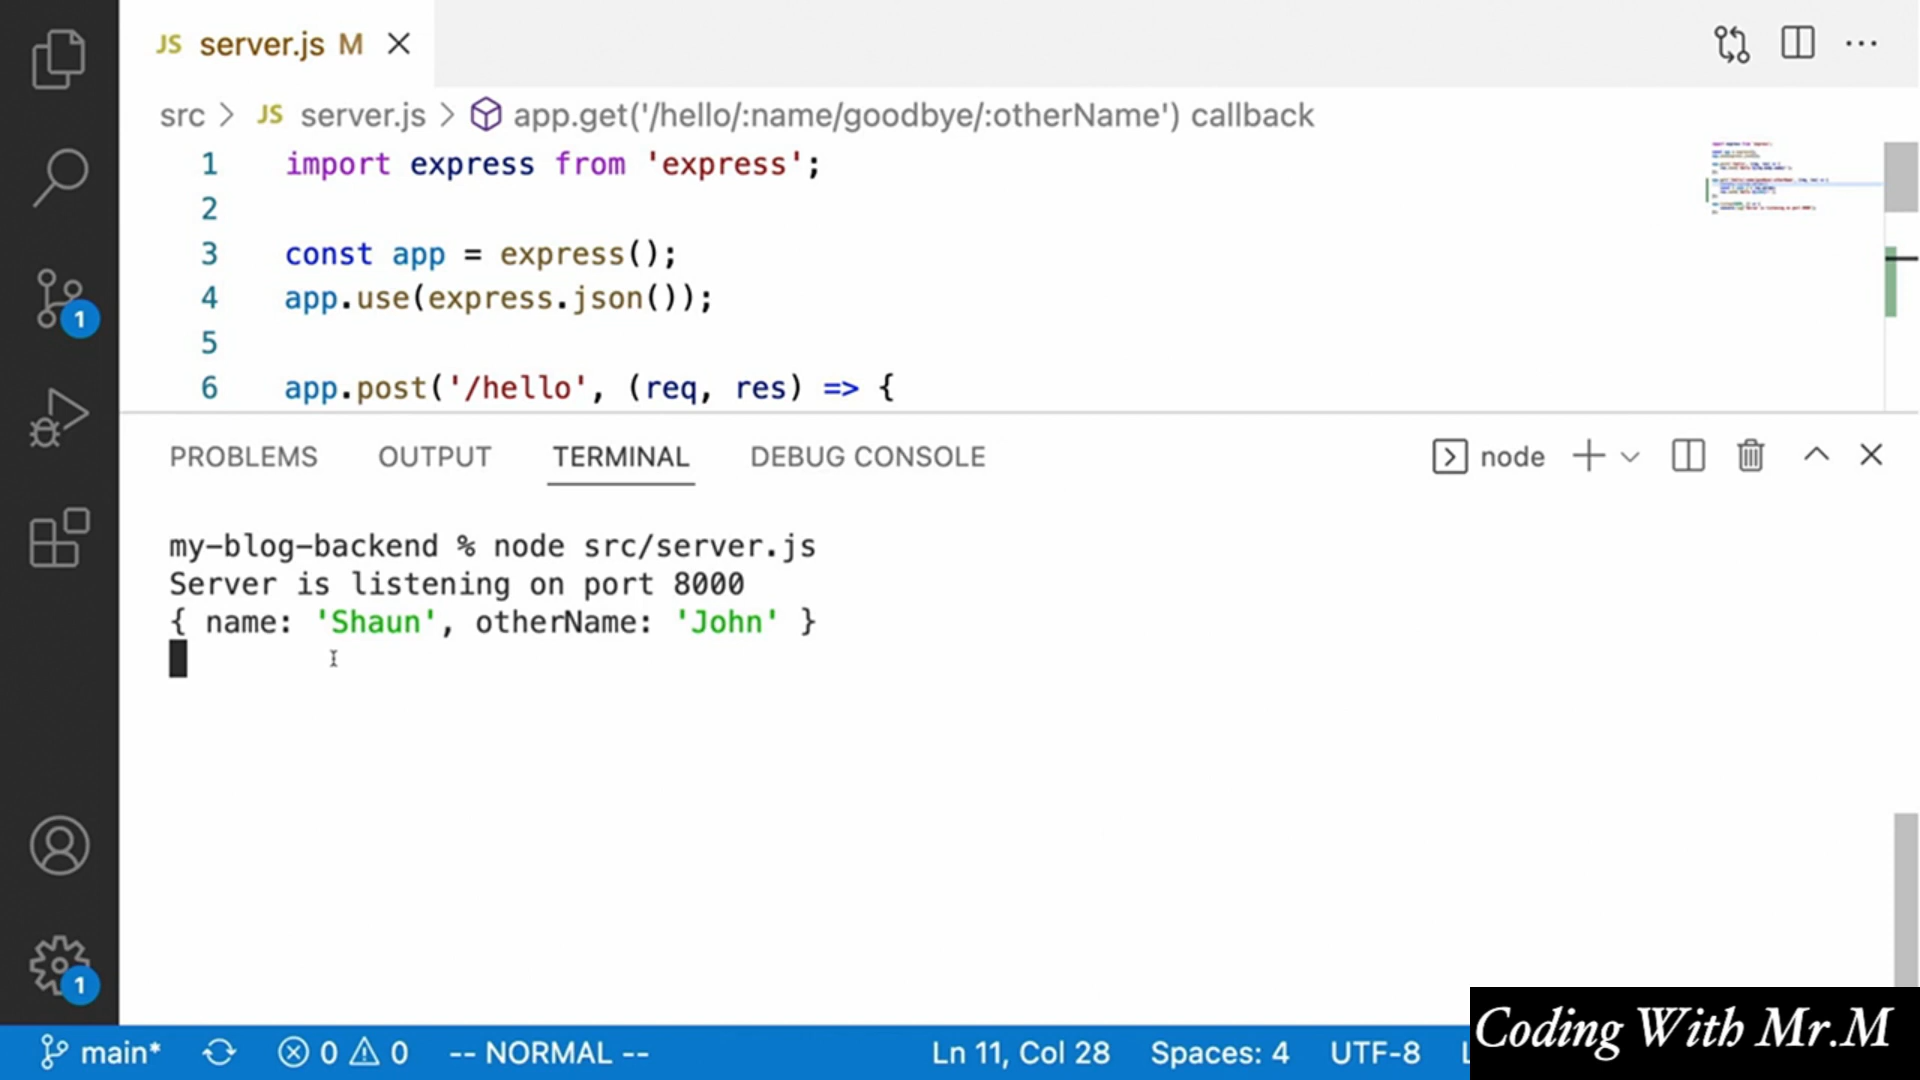 JS server.js M
src > JS server.js > app.get('/hello/:name/goodbye/:otherName') callback
1 import express from 'express';
2
3 const app = express();
4 app.use(express.json());
5
6 app.post('/hello', (req, res) => {
PROBLEMS OUTPUT TERMINAL DEBUG CONSOLE node
my-blog-backend % node src/server.js
Server is listening on port 8000
{ name: 'Shaun', otherName: 'John' }
1
1
main* 0 0 -- NORMAL -- Ln 11, Col 28 Spaces: 4 UTF-8
Coding With Mr.M